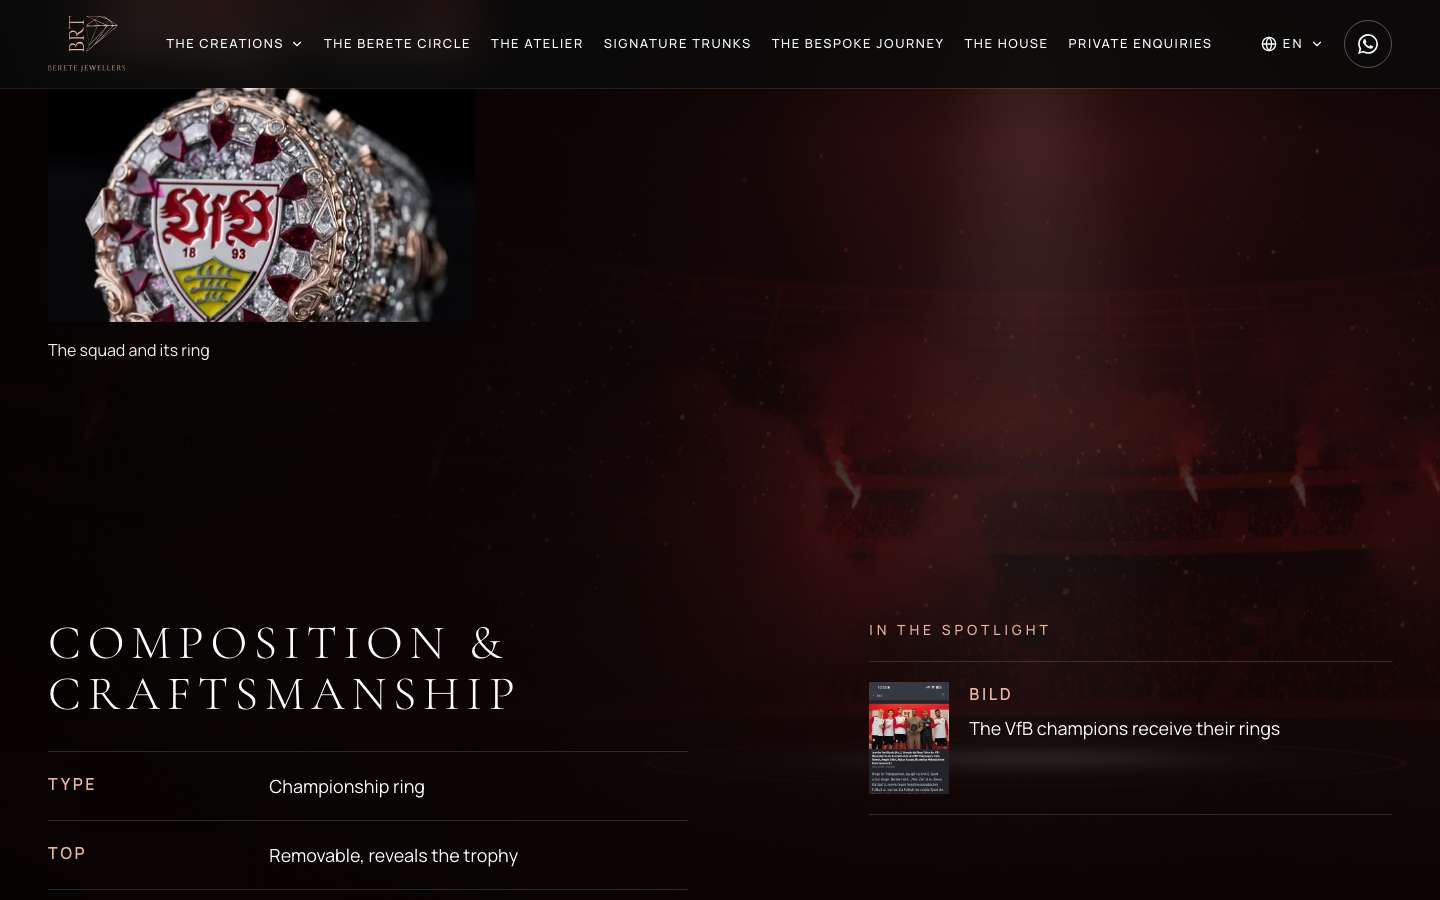 BRT
BERETE JEWELLERS
THE CREATIONS
THE BERETE CIRCLE
THE ATELIER
SIGNATURE TRUNKS
THE BESPOKE JOURNEY
THE HOUSE
PRIVATE ENQUIRIES
EN
VfB
18 93
The squad and its ring
COMPOSITION &
CRAFTSMANSHIP
TYPE
Championship ring
TOP
Removable, reveals the trophy
IN THE SPOTLIGHT
BILD
The VfB champions receive their rings